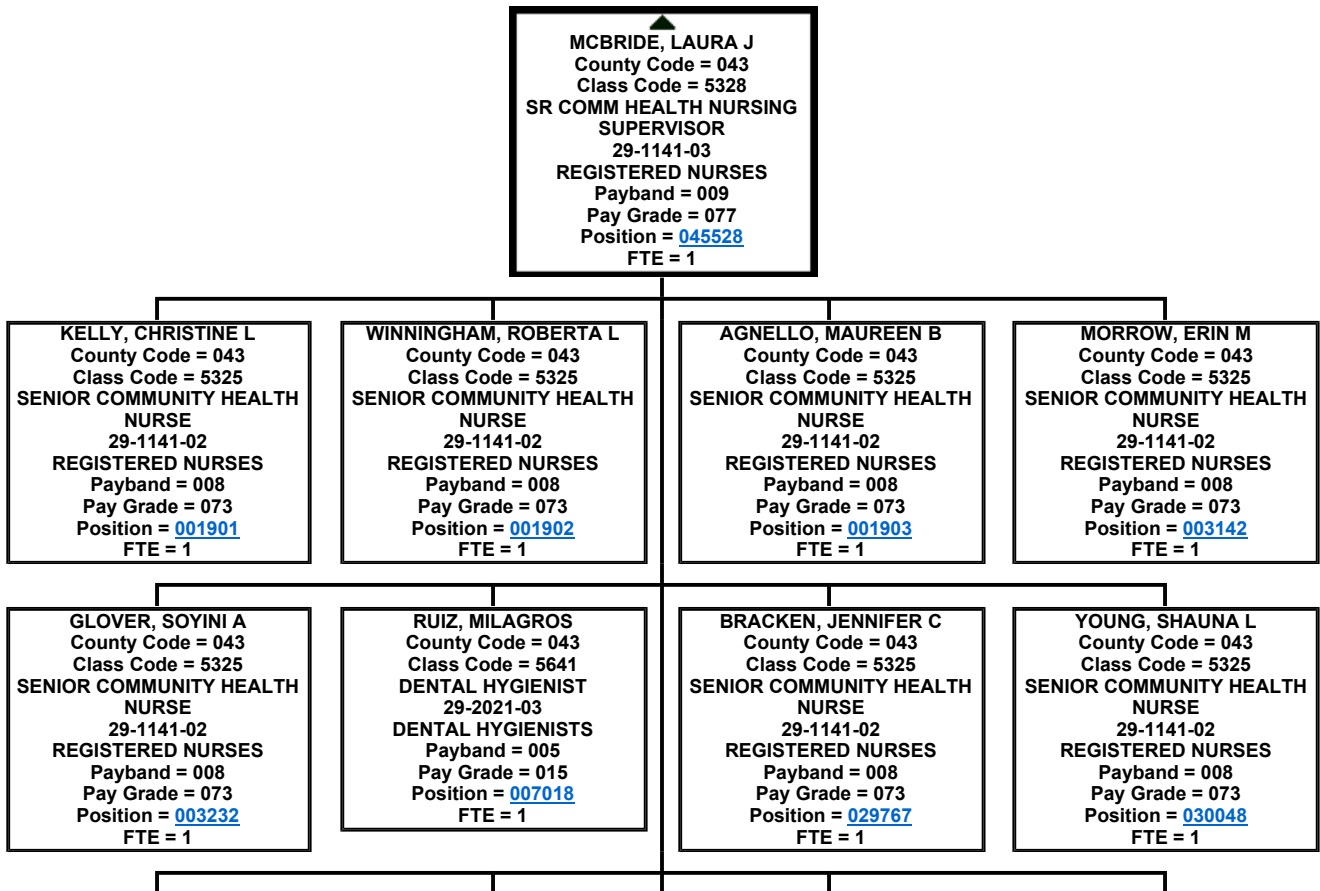 MCBRIDE, LAURA J
County Code = 043
Class Code = 5328
SR COMM HEALTH NURSING
SUPERVISOR
29-1141-03
REGISTERED NURSES
Payband = 009
Pay Grade = 077
Position = 045528
FTE = 1
KELLY, CHRISTINE L
County Code = 043
Class Code = 5325
SENIOR COMMUNITY HEALTH
NURSE
29-1141-02
REGISTERED NURSES
Payband = 008
Pay Grade = 073
Position = 001901
FTE = 1
WINNINGHAM, ROBERTA L
County Code = 043
Class Code = 5325
SENIOR COMMUNITY HEALTH
NURSE
29-1141-02
REGISTERED NURSES
Payband = 008
Pay Grade = 073
Position = 001902
FTE = 1
AGNELLO, MAUREEN B
County Code = 043
Class Code = 5325
SENIOR COMMUNITY HEALTH
NURSE
29-1141-02
REGISTERED NURSES
Payband = 008
Pay Grade = 073
Position = 001903
FTE = 1
MORROW, ERIN M
County Code = 043
Class Code = 5325
SENIOR COMMUNITY HEALTH
NURSE
29-1141-02
REGISTERED NURSES
Payband = 008
Pay Grade = 073
Position = 003142
FTE = 1
GLOVER, SOYINI A
County Code = 043
Class Code = 5325
SENIOR COMMUNITY HEALTH
NURSE
29-1141-02
REGISTERED NURSES
Payband = 008
Pay Grade = 073
Position = 003232
FTE = 1
RUIZ, MILAGROS
County Code = 043
Class Code = 5641
DENTAL HYGIENIST
29-2021-03
DENTAL HYGIENISTS
Payband = 005
Pay Grade = 015
Position = 007018
FTE = 1
BRACKEN, JENNIFER C
County Code = 043
Class Code = 5325
SENIOR COMMUNITY HEALTH
NURSE
29-1141-02
REGISTERED NURSES
Payband = 008
Pay Grade = 073
Position = 029767
FTE = 1
YOUNG, SHAUNA L
County Code = 043
Class Code = 5325
SENIOR COMMUNITY HEALTH
NURSE
29-1141-02
REGISTERED NURSES
Payband = 008
Pay Grade = 073
Position = 030048
FTE = 1